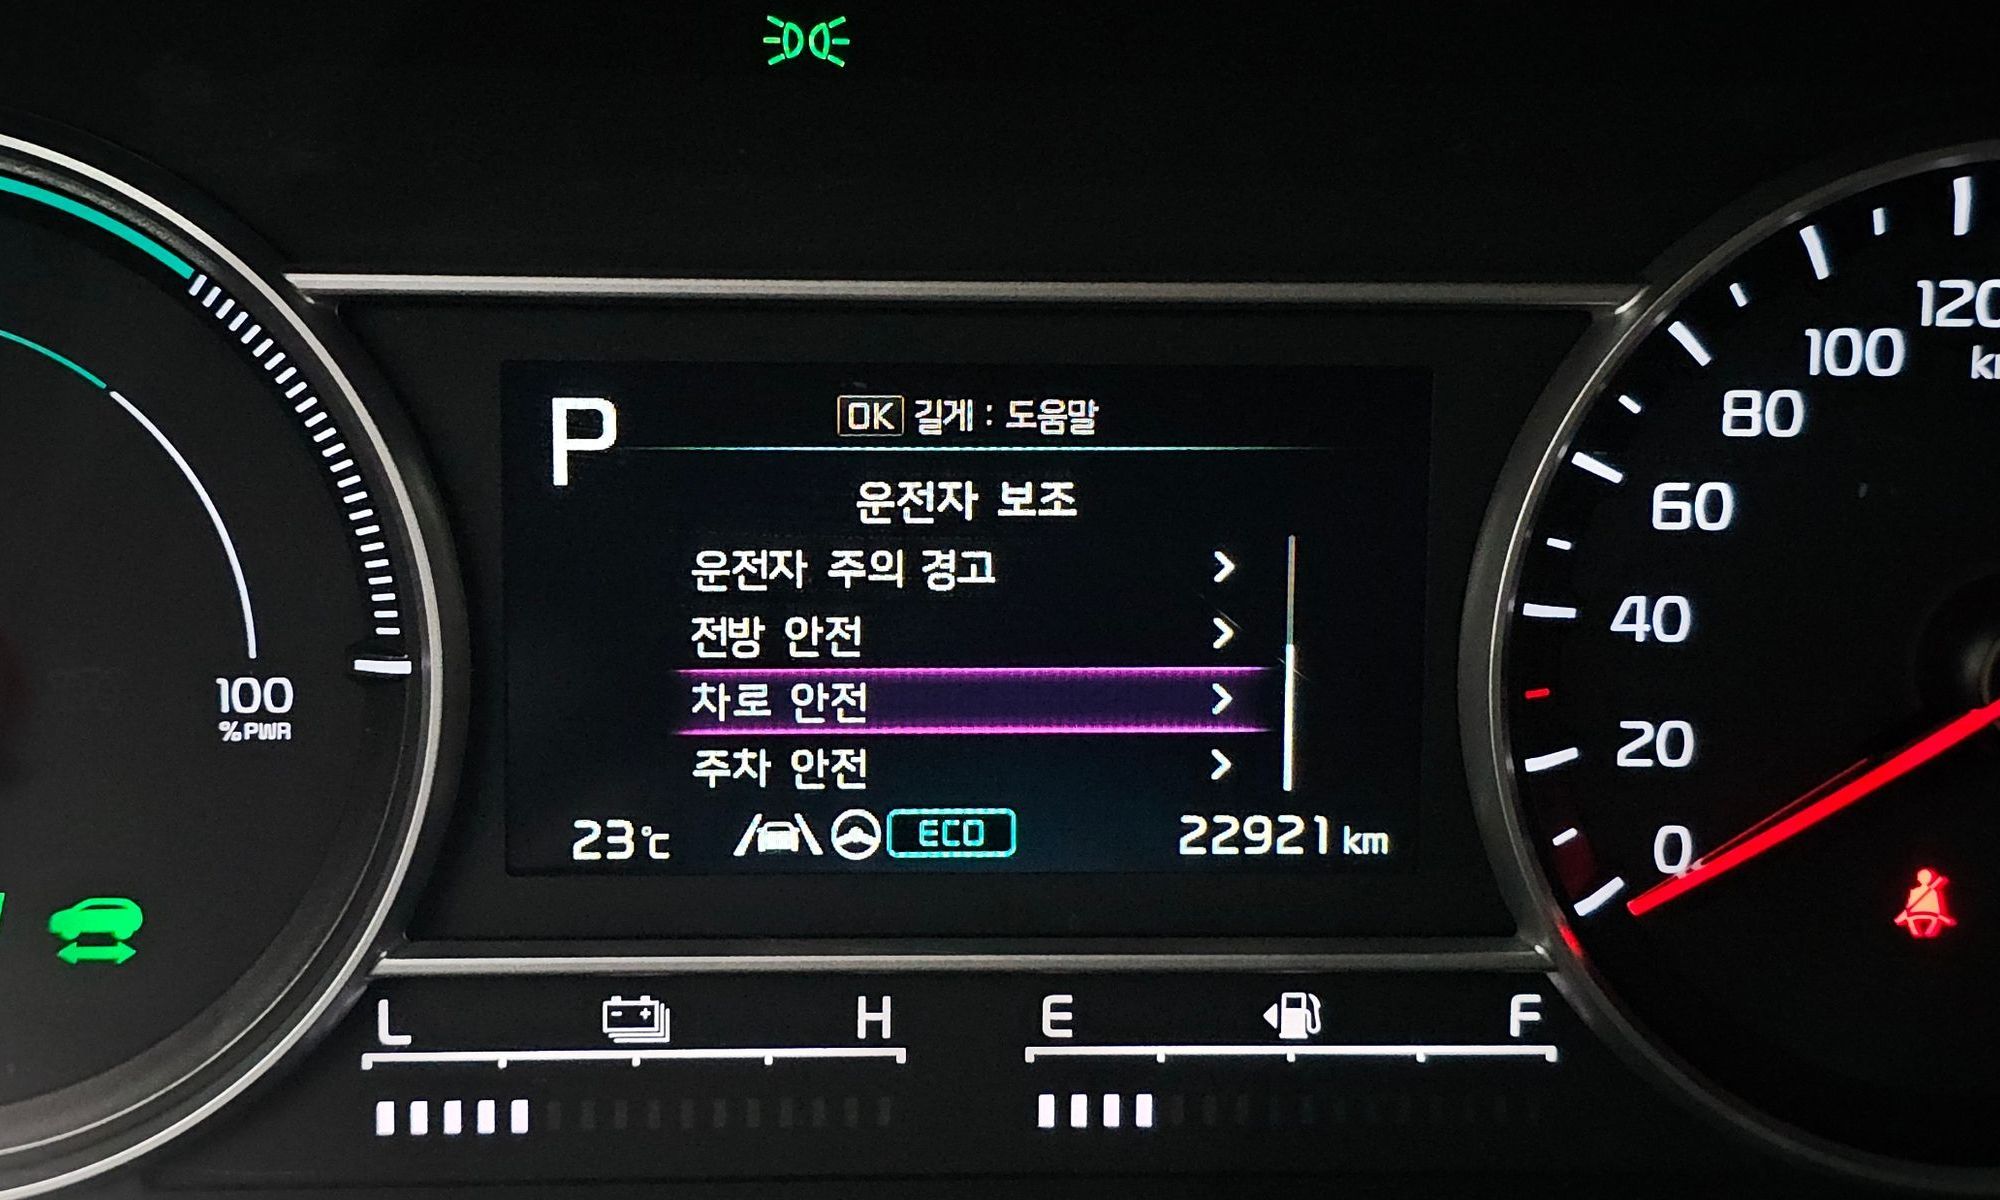 P
OK 길게 : 도움말
운전자 보조
운전자 주의 경고
전방 안전
차로 안전
주차 안전
23℃
ECO
22921 km
100
%PWR
120
100
80
60
40
20
0
L H
E F